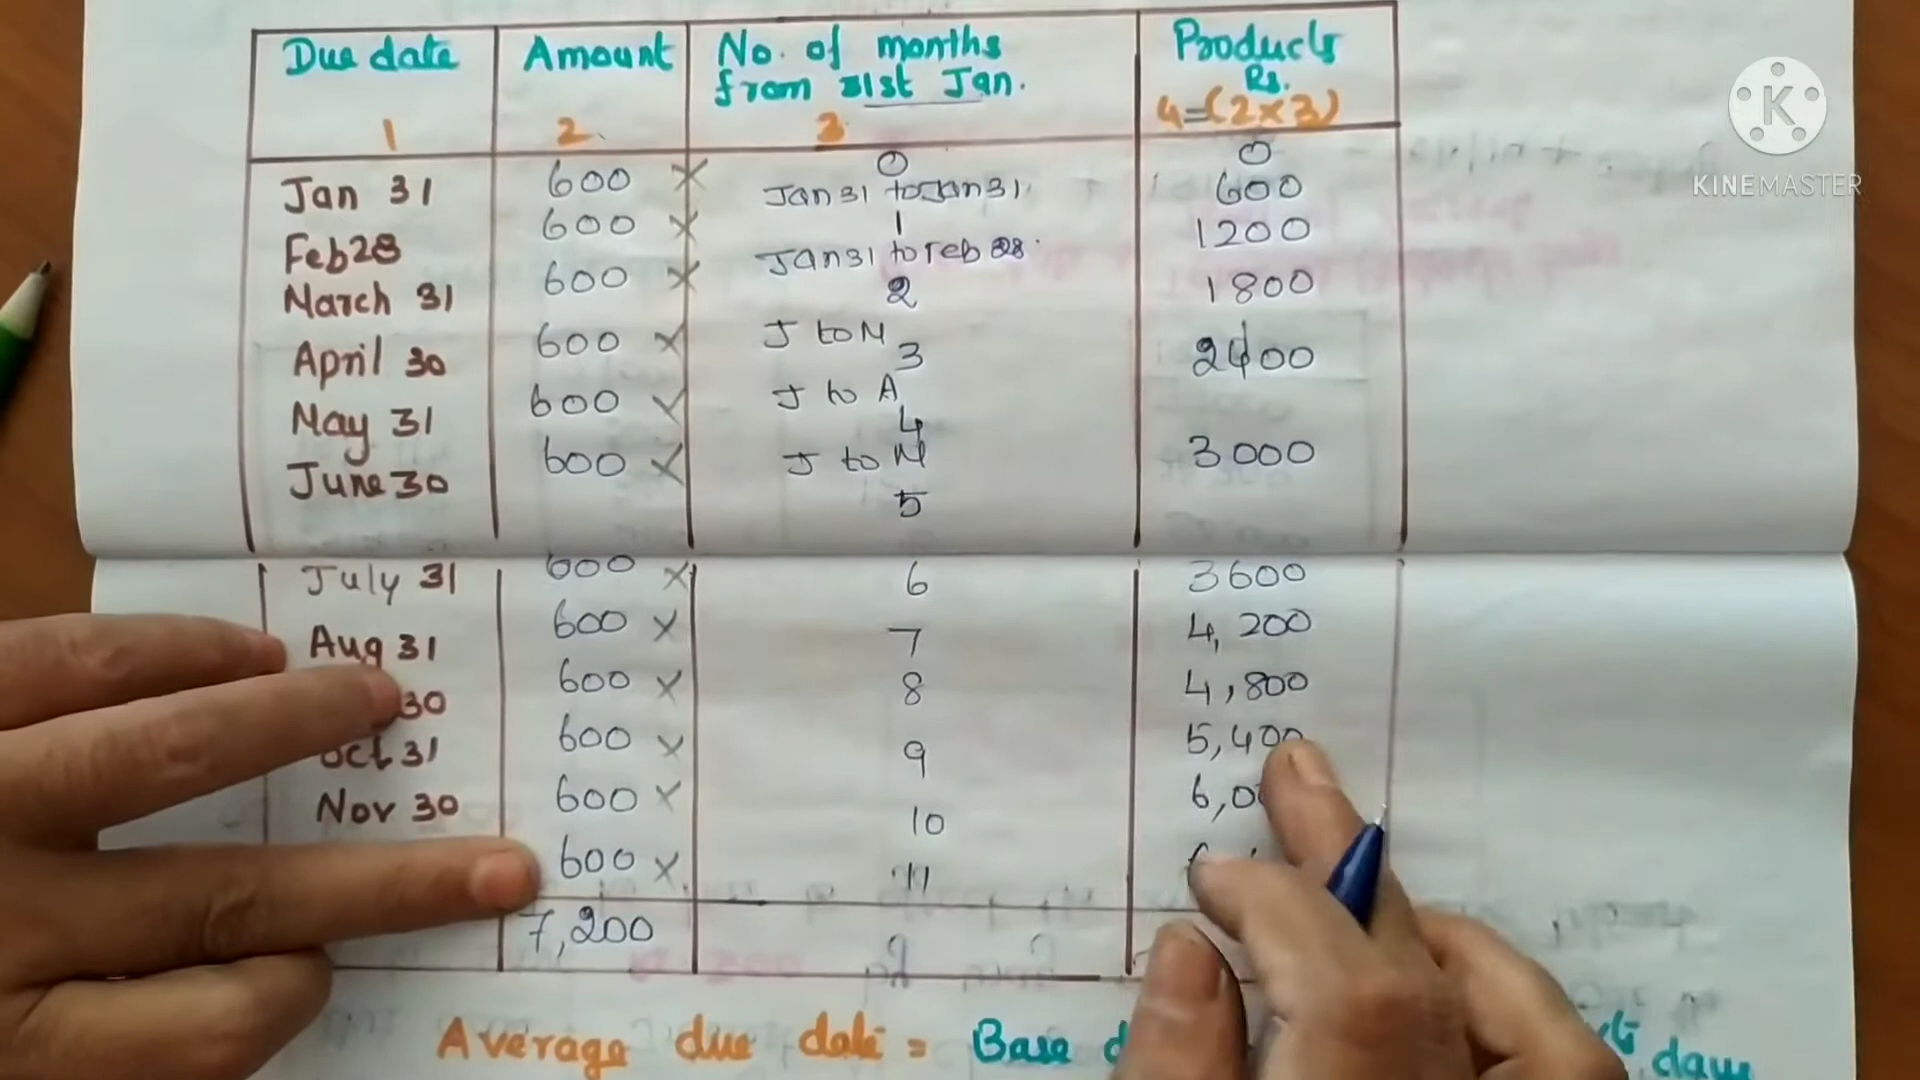 Due date Amount No. of months Products
from 31st Jan. Rs.
1 2. 3 4=(2×3)
Jan 31 600 × 0 0
Jan 31 to Jan 31. 600
Feb 28 600 × 1 1200
Jan 31 to Feb 28.
March 31 600 × 2 1800
J to M
April 30 600 × 3 2400
J to A
May 31 600 × 4
J to M 3000
June 30 600 × 5
July 31 600 × 6 3600
Aug 31 600 × 7 4,200
30 600 × 8 4,800
Oct 31 600 × 9 5,400
Nov 30 600 × 10
600 × 11
7,200
Average due date = Base days
K
KINEMASTER